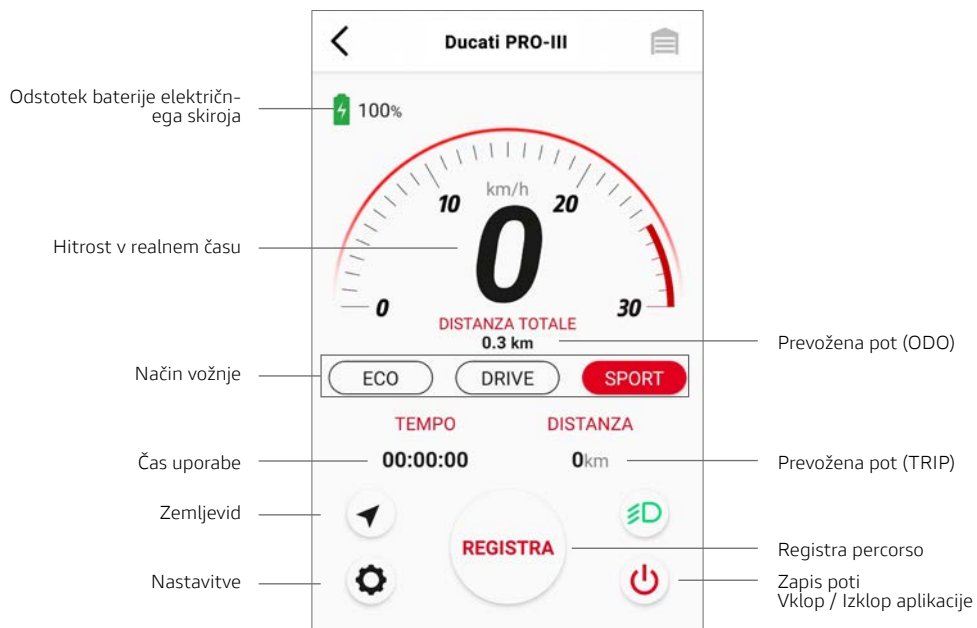 Ducati PRO-III
Odstotek baterije električn-
ega skiroja
100%
km/h
10
20
Hitrost v realnem času
0
0
30
DISTANZA TOTALE
0.3 km
Prevožena pot (ODO)
Način vožnje
ECO
DRIVE
SPORT
TEMPO
DISTANZA
Čas uporabe
00:00:00
0km
Prevožena pot (TRIP)
Zemljevid
REGISTRA
Registra percorso
Nastavitve
Zapis poti
Vklop / Izklop aplikacije